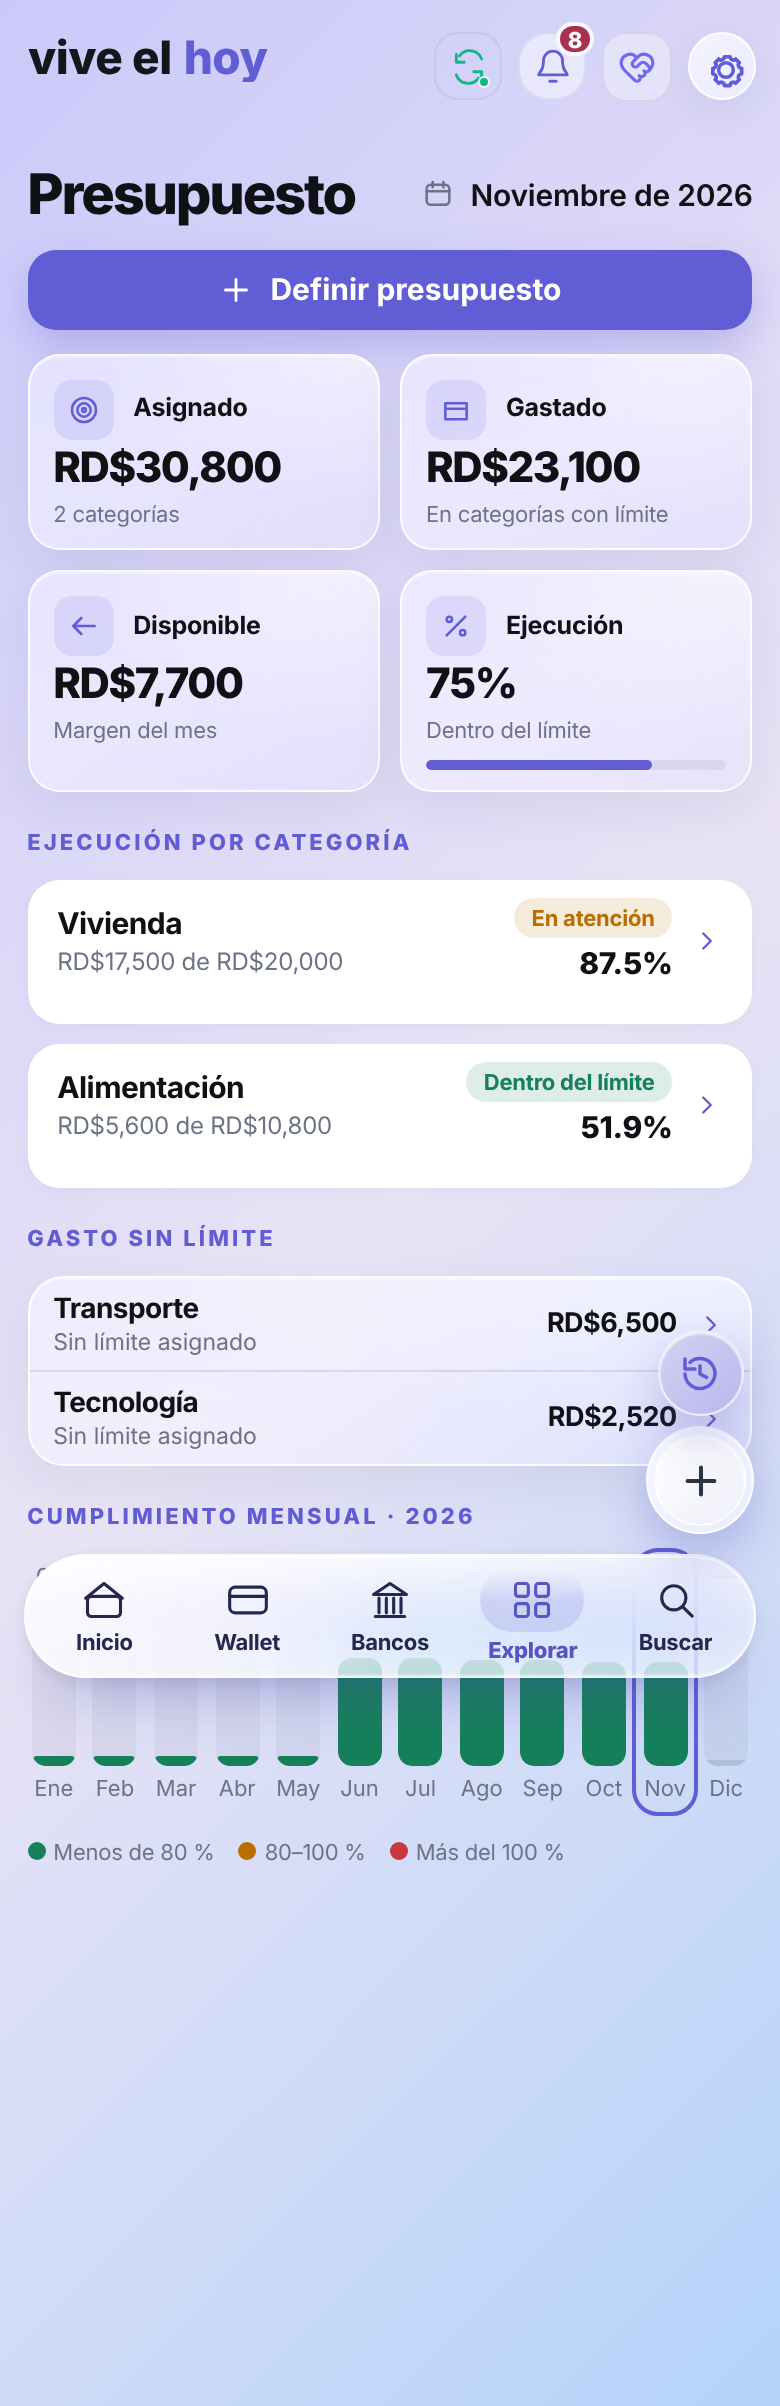 vive el hoy
8
Presupuesto
Noviembre de 2026
Definir presupuesto
Asignado
RD$30,800
2 categorías
Gastado
RD$23,100
En categorías con límite
Disponible
RD$7,700
Margen del mes
Ejecución
75%
Dentro del límite
EJECUCIÓN POR CATEGORÍA
Vivienda
RD$17,500 de RD$20,000
En atención
87.5%
Alimentación
RD$5,600 de RD$10,800
Dentro del límite
51.9%
GASTO SIN LÍMITE
Transporte
Sin límite asignado
RD$6,500
Tecnología
Sin límite asignado
RD$2,520
CUMPLIMIENTO MENSUAL · 2026
Inicio
Wallet
Bancos
Explorar
Buscar
Ene Feb Mar Abr May Jun Jul Ago Sep Oct Nov Dic
Menos de 80 % 80–100 % Más del 100 %